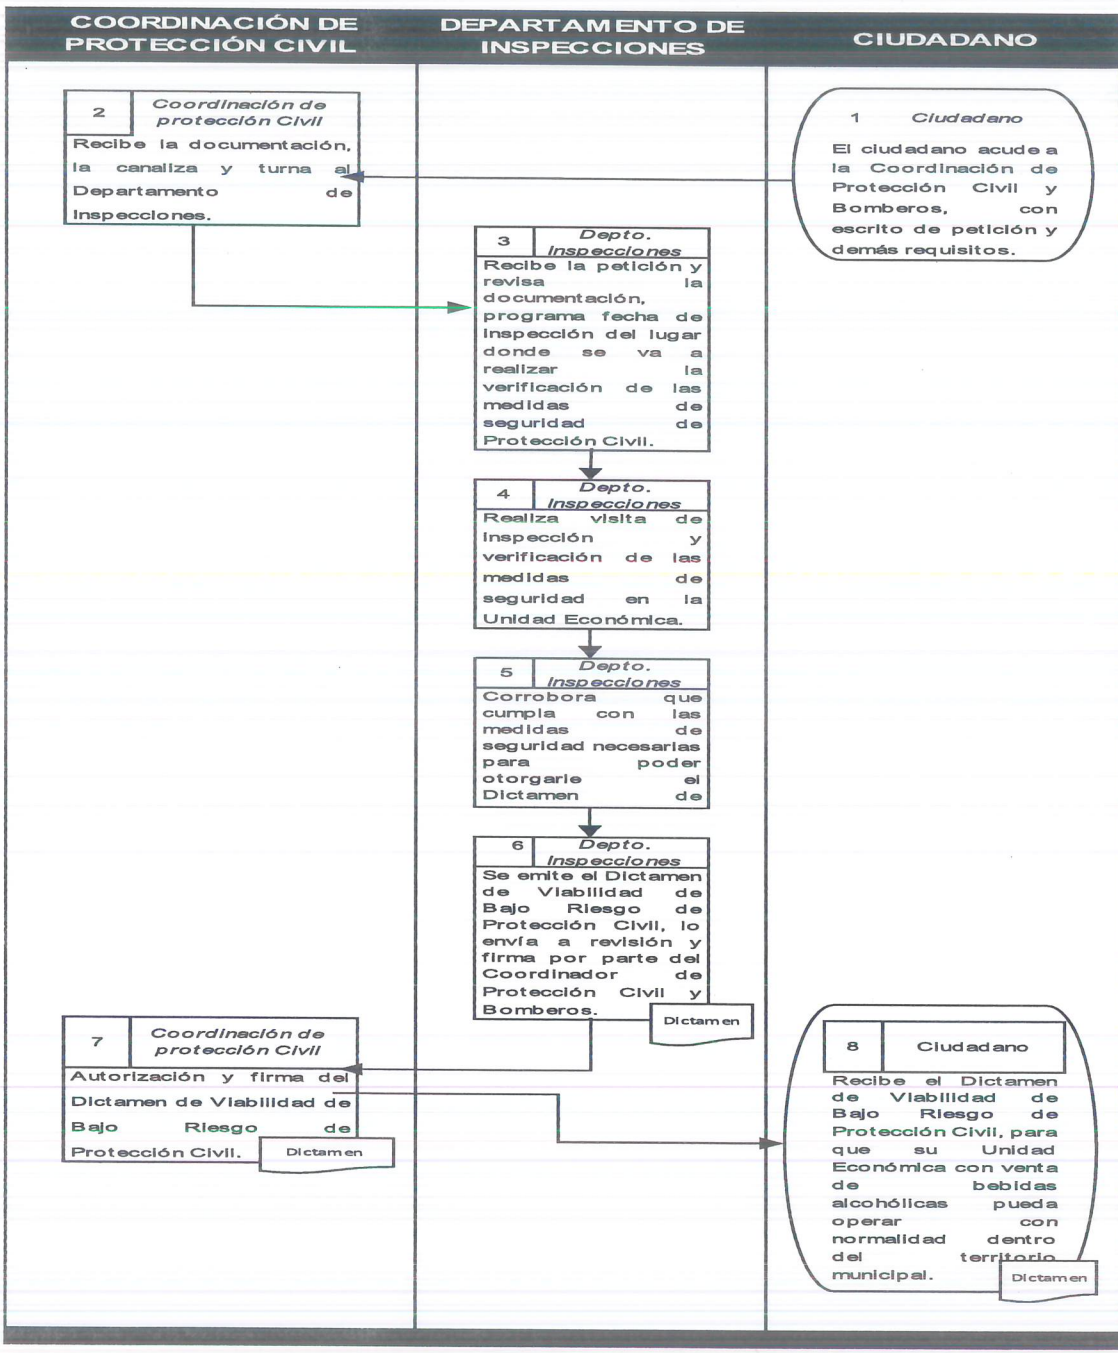 COORDINACIÓN DE
PROTECCIÓN CIVIL
DEPARTAMENTO DE
INSPECCIONES
CIUDADANO
1 Ciudadano
El ciudadano acude a
la Coordinación de
Protección Civil y
Bomberos, con
escrito de petición y
demás requisitos.
2 Coordinación de
protección Civil
Recibe la documentación,
la canaliza y turna al
Departamento de
Inspecciones.
3 Depto.
Inspecciones
Recibe la petición y
revisa la
documentación,
programa fecha de
inspección del lugar
donde se va a
realizar la
verificación de las
medidas de
seguridad de
Protección Civil.
4 Depto.
Inspecciones
Realiza visita de
inspección y
verificación de las
medidas de
seguridad en la
Unidad Económica.
5 Depto.
Inspecciones
Corrobora que
cumpla con las
medidas de
seguridad necesarias
para poder
otorgarle el
Dictamen de
6 Depto.
Inspecciones
Se emite el Dictamen
de Viabilidad de
Bajo Riesgo de
Protección Civil, lo
envía a revisión y
firma por parte del
Coordinador de
Protección Civil y
Bomberos.
Dictamen
7 Coordinación de
protección Civil
Autorización y firma del
Dictamen de Viabilidad de
Bajo Riesgo de
Protección Civil.
Dictamen
8 Ciudadano
Recibe el Dictamen
de Viabilidad de
Bajo Riesgo de
Protección Civil, para
que su Unidad
Económica con venta
de bebidas
alcohólicas pueda
operar con
normalidad dentro
del territorio
municipal.
Dictamen